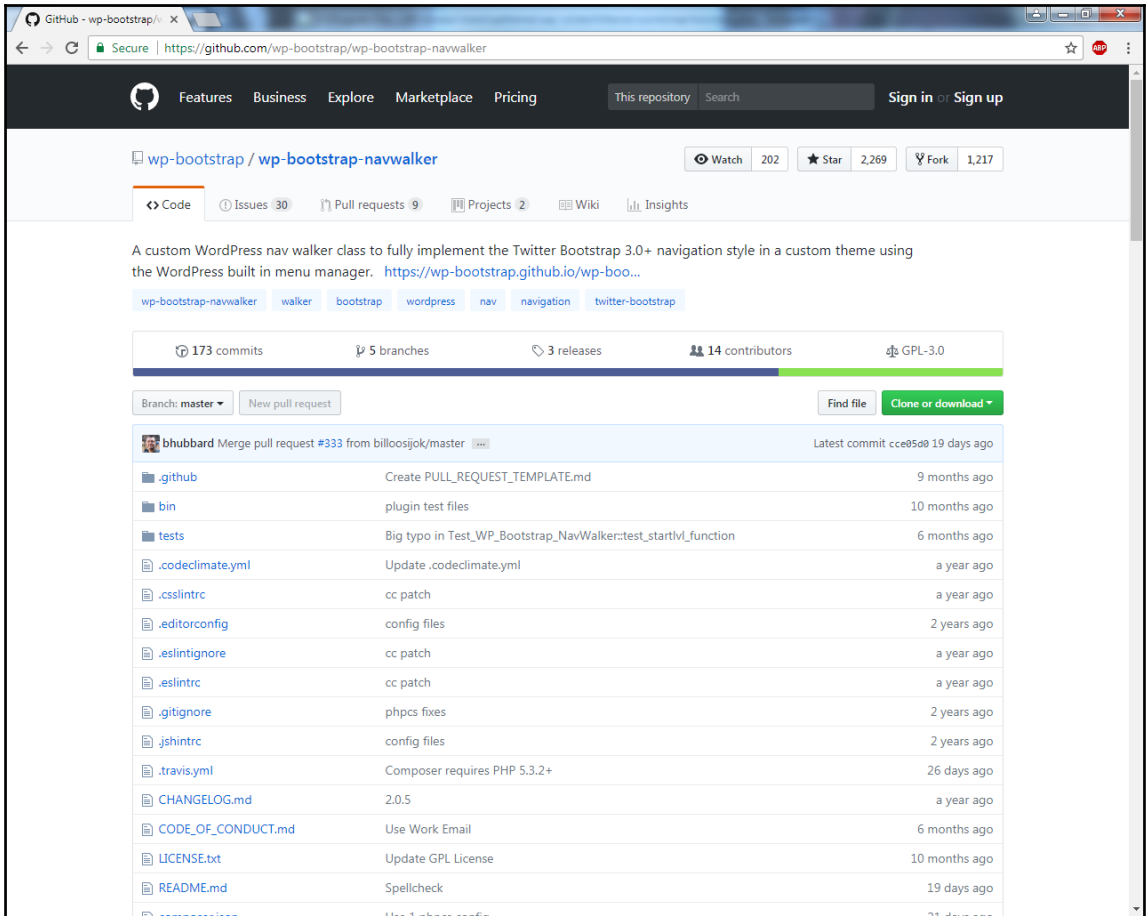 GitHub - wp-bootstrap/w
Secure https://github.com/wp-bootstrap/wp-bootstrap-navwalker ABP
Features Business Explore Marketplace Pricing This repository Search Sign in or Sign up
wp-bootstrap / wp-bootstrap-navwalker Watch 202 Star 2,269 Fork 1,217
Code Issues 30 Pull requests 9 Projects 2 Wiki Insights
A custom WordPress nav walker class to fully implement the Twitter Bootstrap 3.0+ navigation style in a custom theme using
the WordPress built in menu manager. https://wp-bootstrap.github.io/wp-boo...
wp-bootstrap-navwalker walker bootstrap wordpress nav navigation twitter-bootstrap
173 commits 5 branches 3 releases 14 contributors GPL-3.0
Branch: master New pull request Find file Clone or download
bhubbard Merge pull request #333 from billoosijok/master ... Latest commit cce05d0 19 days ago
.github Create PULL_REQUEST_TEMPLATE.md 9 months ago
bin plugin test files 10 months ago
tests Big typo in Test_WP_Bootstrap_NavWalker::test_startlvl_function 6 months ago
.codeclimate.yml Update .codeclimate.yml a year ago
.csslintrc cc patch a year ago
.editorconfig config files 2 years ago
.eslintignore cc patch a year ago
.eslintrc cc patch a year ago
.gitignore phpcs fixes 2 years ago
.jshintrc config files 2 years ago
.travis.yml Composer requires PHP 5.3.2+ 26 days ago
CHANGELOG.md 2.0.5 a year ago
CODE_OF_CONDUCT.md Use Work Email 6 months ago
LICENSE.txt Update GPL License 10 months ago
README.md Spellcheck 19 days ago